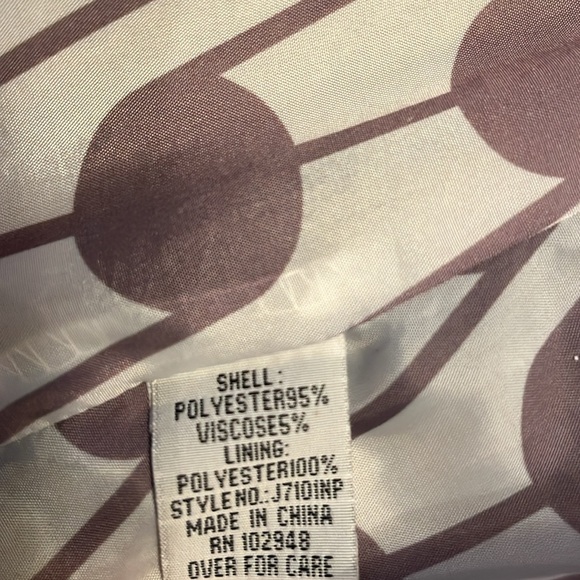 SHELL:
POLYESTER95%
VISCOSE5%
LINING:
POLYESTER100%
STYLE NO.:J7101NP
MADE IN CHINA
RN 102948
OVER FOR CARE